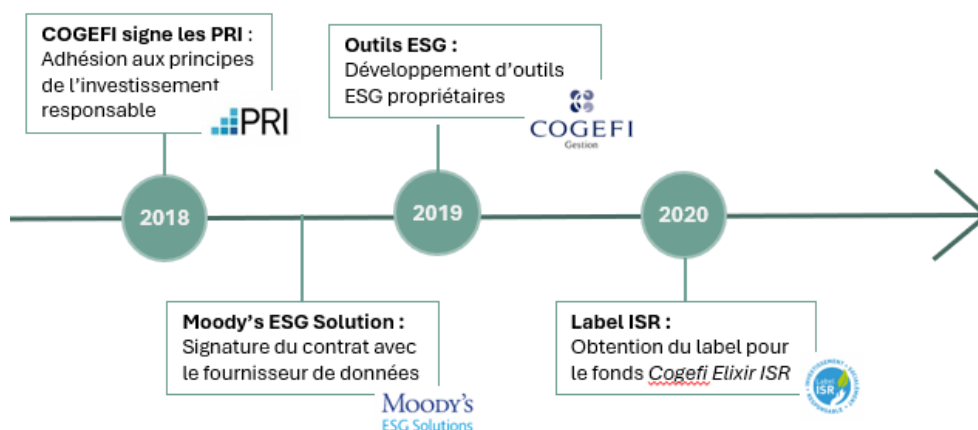 COGEFI signe les PRI :
Adhésion aux principes
de l'investissement
responsable
PRI
Outils ESG :
Développement d'outils
ESG propriétaires
COGEFI
Gestion
2018
2019
2020
Moody's ESG Solution :
Signature du contrat avec
le fournisseur de données
MOODY'S
ESG Solutions
Label ISR :
Obtention du label pour
le fonds Cogefi Elixir ISR
Label
ISR